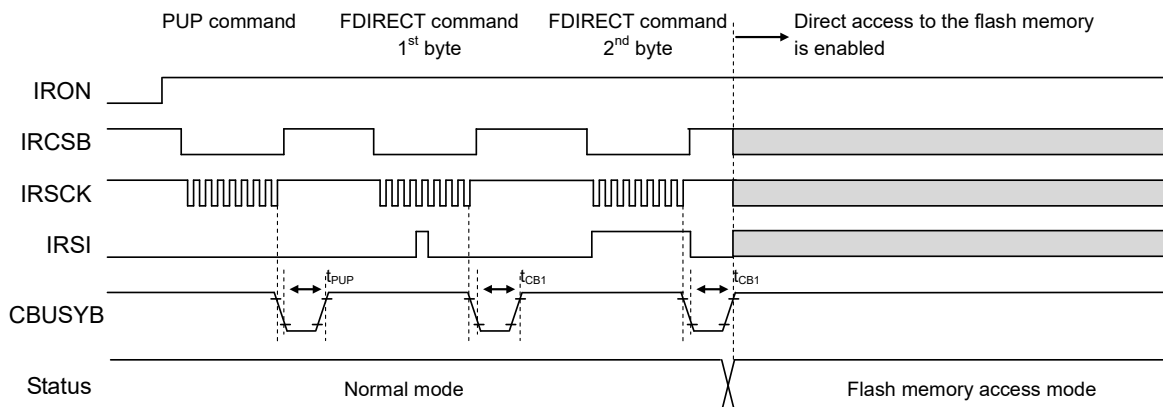 PUP command
FDIRECT command
1st byte
FDIRECT command
2nd byte
Direct access to the flash memory
is enabled
IRON
IRCSB
IRSCK
IRSI
tPUP
tCB1
tCB1
CBUSYB
Status
Normal mode
Flash memory access mode